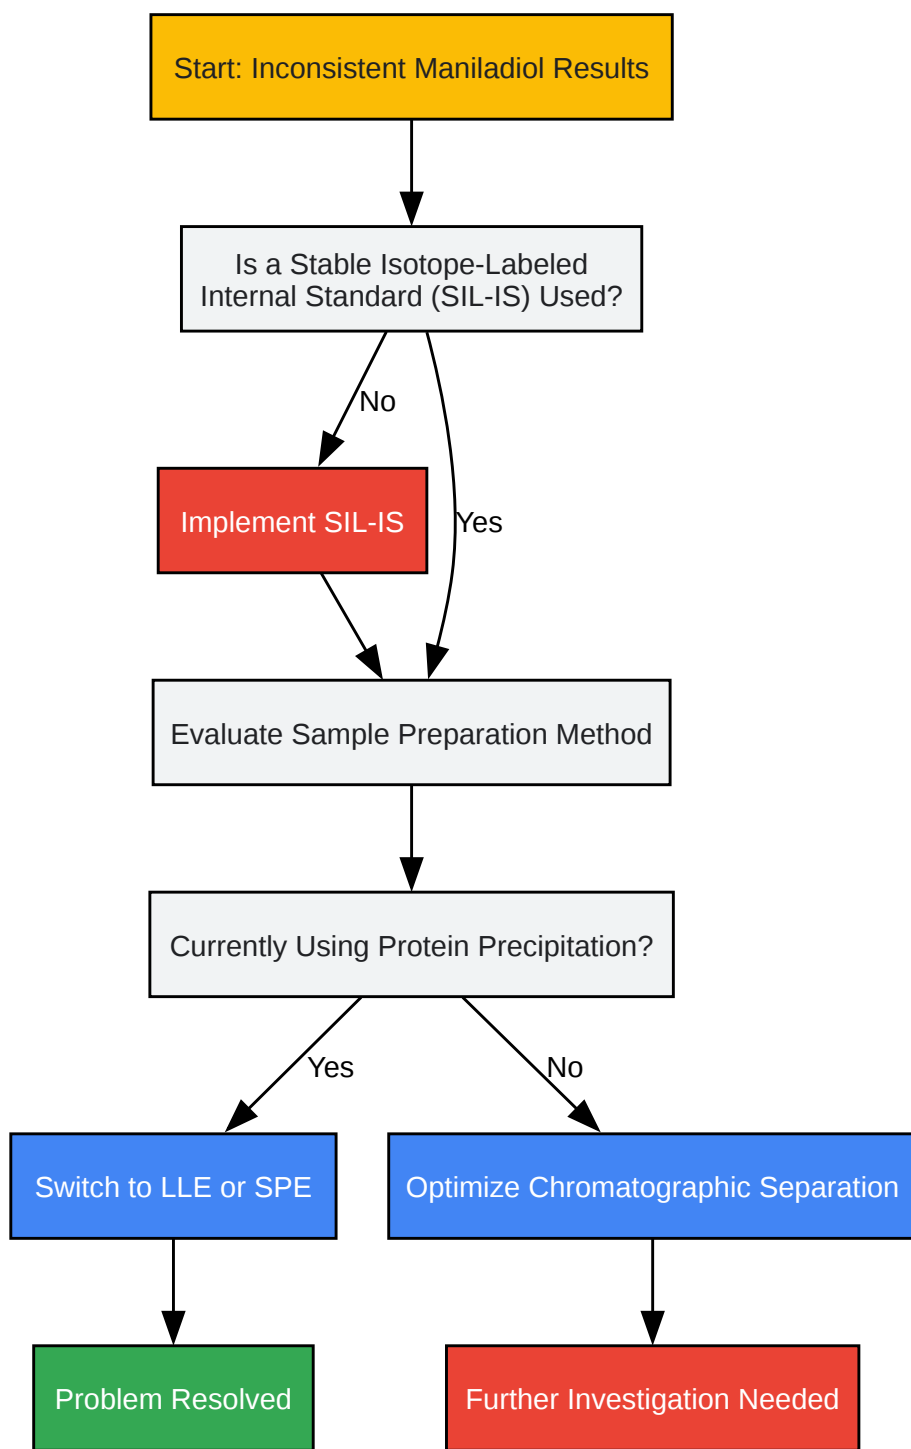 Start: Inconsistent Maniladiol Results
Is a Stable Isotope-Labeled
Internal Standard (SIL-IS) Used?
No
Implement SIL-IS
Yes
Evaluate Sample Preparation Method
Currently Using Protein Precipitation?
Yes
No
Switch to LLE or SPE
Optimize Chromatographic Separation
Problem Resolved
Further Investigation Needed